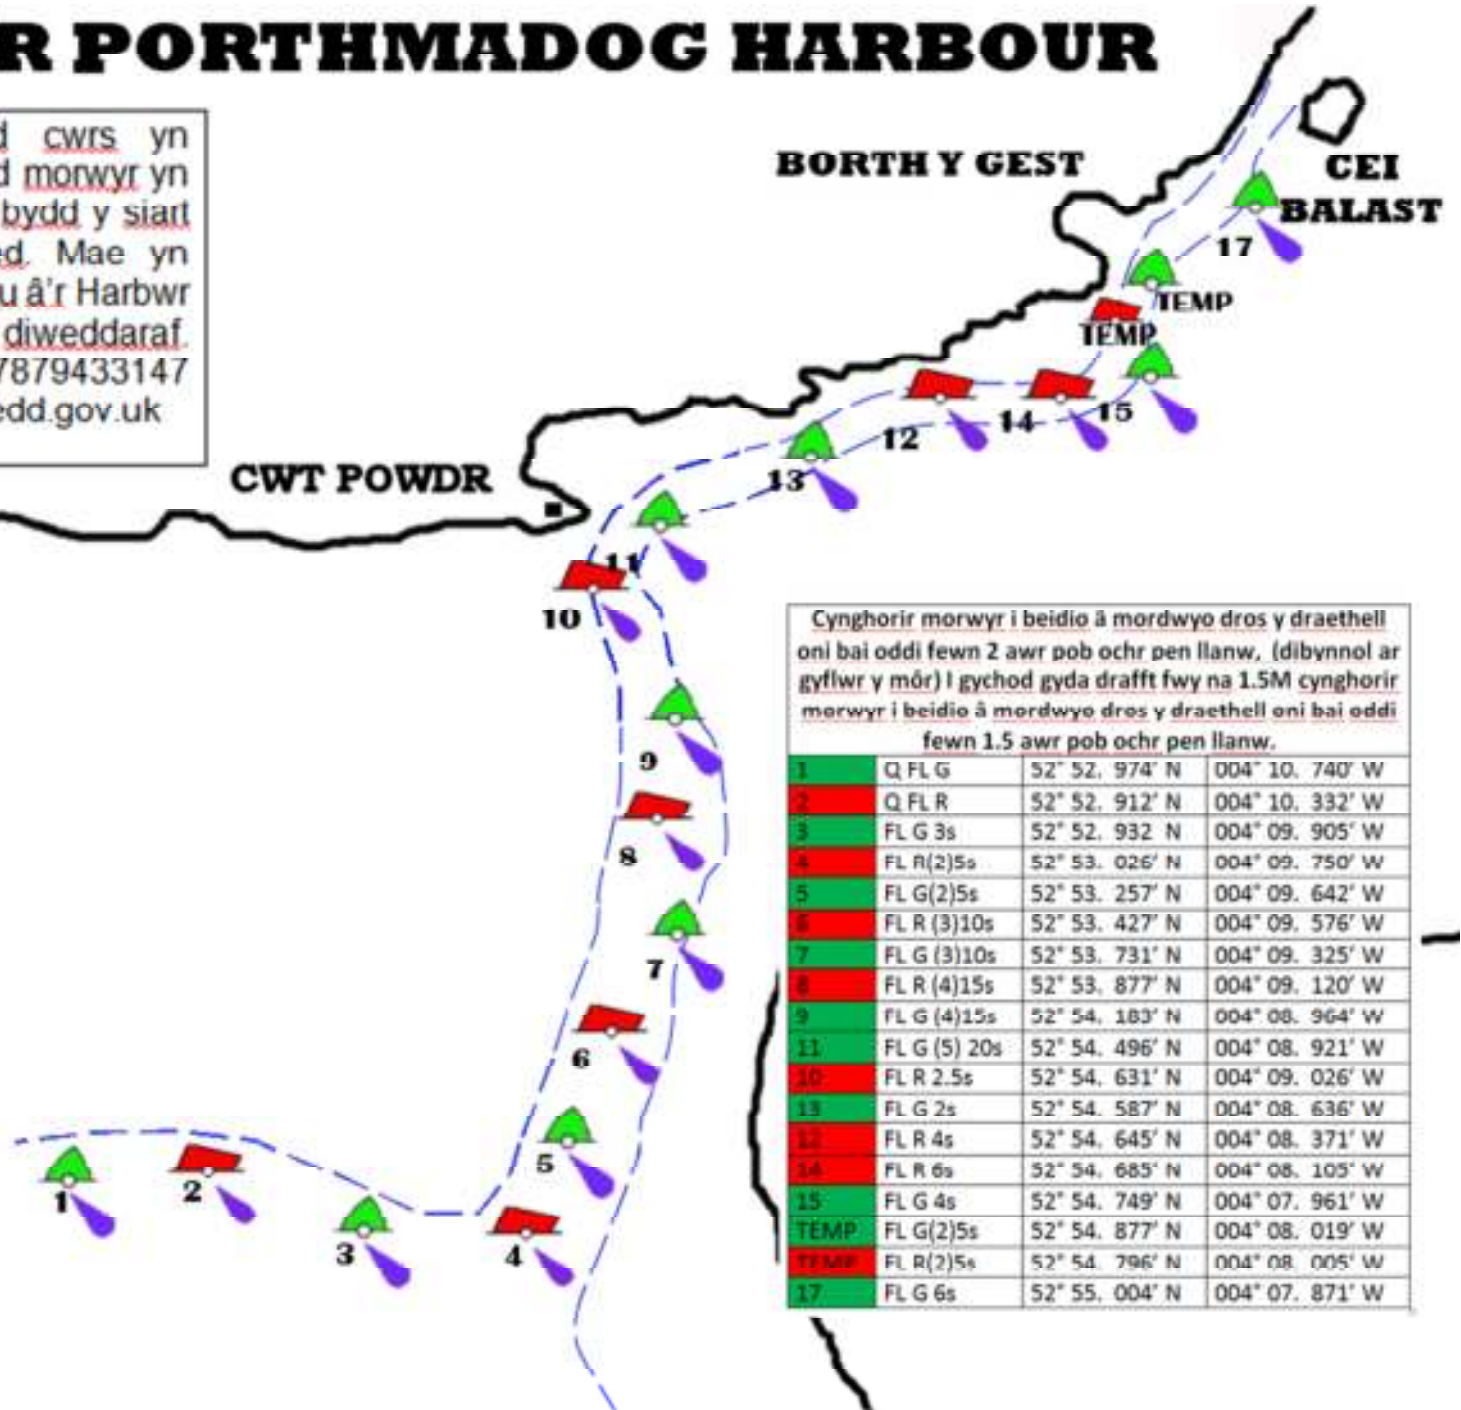 R PORTHMADOG HARBOUR
d cwrs yn
d morwyr yn
bydd y siart
ed. Mae yn
u â'r Harbwr
diweddaraf.
7879433147
edd.gov.uk
BORTH Y GEST
CEI
BALAST
17
TEMP
TEMP
15
14
12
13
CWT POWDR
11
10
9
8
7
6
5
4
3
2
1
Cynghorir morwyr i beidio â mordwyo dros y draethell
oni bai oddi fewn 2 awr pob ochr pen llanw, (dibynnol ar
gyflwr y môr) I gychod gyda drafft fwy na 1.5M cynghorir
morwyr i beidio â mordwyo dros y draethell oni bai oddi
fewn 1.5 awr pob ochr pen llanw.
1 Q FL G 52° 52. 974' N 004° 10. 740' W
2 Q FL R 52° 52. 912' N 004° 10. 332' W
3 FL G 3s 52° 52. 932 N 004° 09. 905' W
4 FL R(2)5s 52° 53. 026' N 004° 09. 750' W
5 FL G(2)5s 52° 53. 257' N 004° 09. 642' W
6 FL R (3)10s 52° 53. 427' N 004° 09. 576' W
7 FL G (3)10s 52° 53. 731' N 004° 09. 325' W
8 FL R (4)15s 52° 53. 877' N 004° 09. 120' W
9 FL G (4)15s 52° 54. 183' N 004° 08. 964' W
11 FL G (5) 20s 52° 54. 496' N 004° 08. 921' W
10 FL R 2.5s 52° 54. 631' N 004° 09. 026' W
13 FL G 2s 52° 54. 587' N 004° 08. 636' W
12 FL R 4s 52° 54. 645' N 004° 08. 371' W
14 FL R 6s 52° 54. 685' N 004° 08. 105' W
15 FL G 4s 52° 54. 749' N 004° 07. 961' W
TEMP FL G(2)5s 52° 54. 877' N 004° 08. 019' W
TEMP FL R(2)5s 52° 54. 796' N 004° 08. 005' W
17 FL G 6s 52° 55. 004' N 004° 07. 871' W